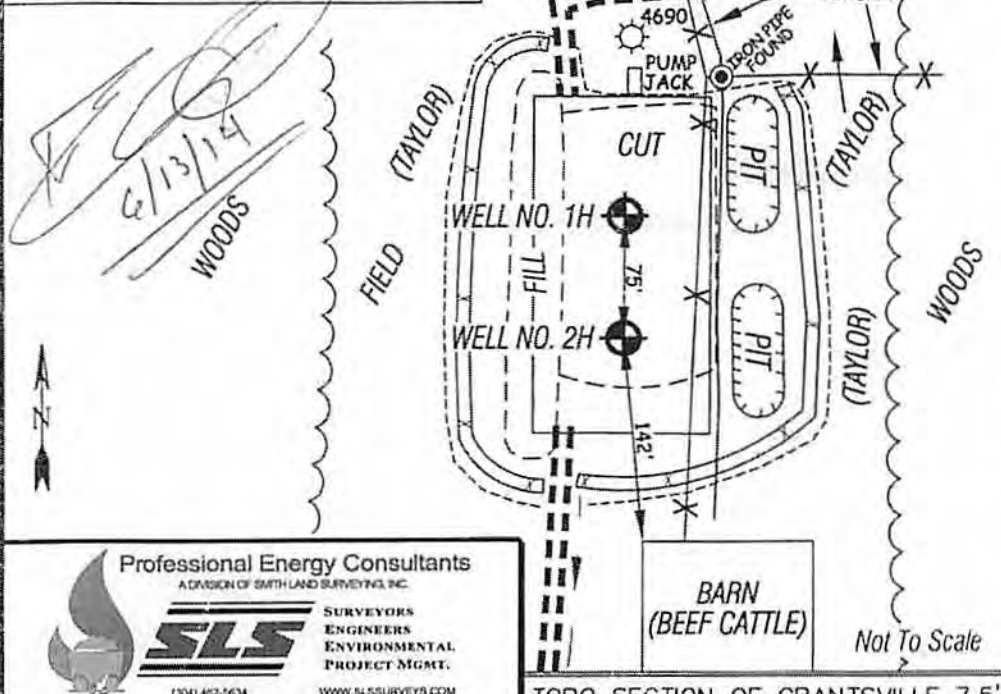 4690
IRON PIPE
FOUND
PUMP
JACK
6/13/14
(TAYLOR)
CUT
PIT
(TAYLOR)
WOODS
WELL NO. 1H
FIELD
FILL
75'
WOODS
WELL NO. 2H
PIT
(TAYLOR)
N
142'
Professional Energy Consultants
A DIVISION OF SMITH LAND SURVEYING, INC.
SLS
SURVEYORS
ENGINEERS
ENVIRONMENTAL
PROJECT MGMT.
(304) 462-5634
WWW.SLSSURVEYS.COM
BARN
(BEEF CATTLE)
Not To Scale
TOPO SECTION OF GRANTSVILLE 7.5'